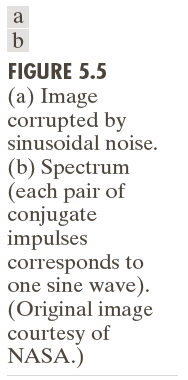 a
b
FIGURE 5.5
(a) Image
corrupted by
sinusoidal noise.
(b) Spectrum
(each pair of
conjugate
impulses
corresponds to
one sine wave).
(Original image
courtesy of
NASA.)